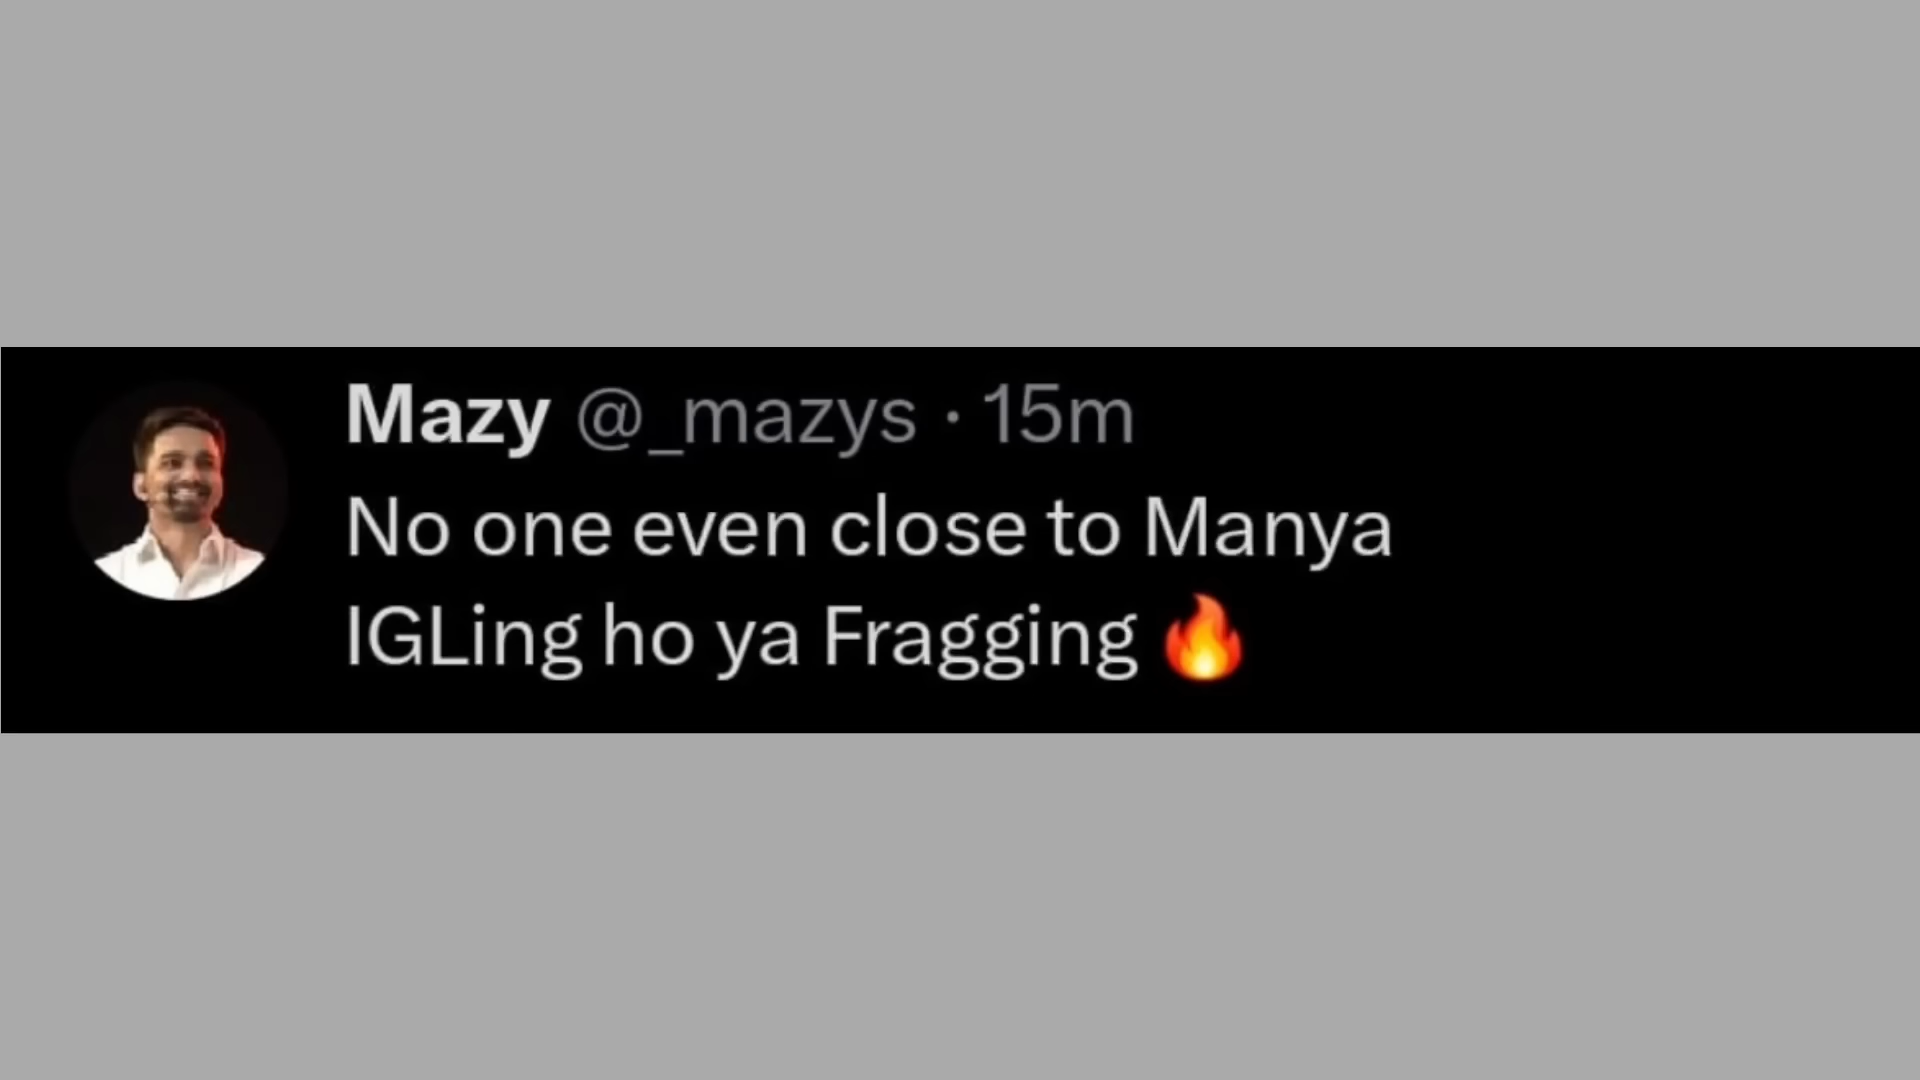 Mazy @_mazys · 15m
No one even close to Manya
IGLing ho ya Fragging 🔥